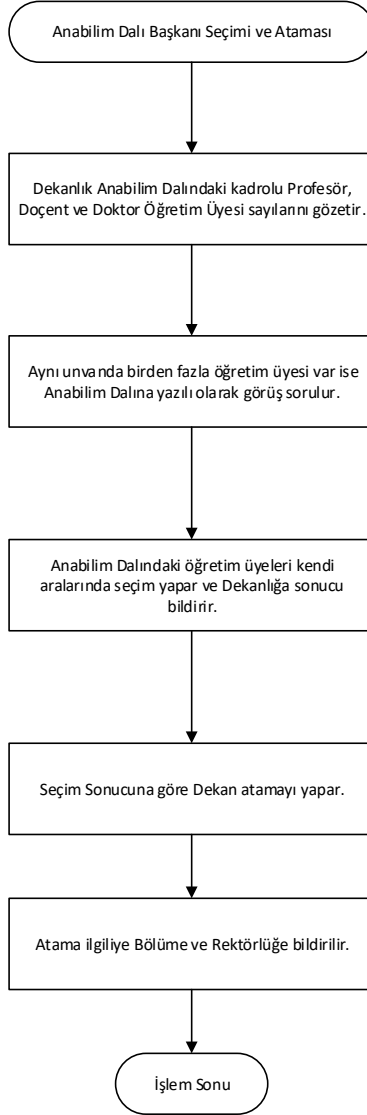 Anabilim Dalı Başkanı Seçimi ve Ataması
Dekanlık Anabilim Dalındaki kadrolu Profesör,
Doçent ve Doktor Öğretim Üyesi sayılarını gözetir.
Aynı unvanda birden fazla öğretim üyesi var ise
Anabilim Dalına yazılı olarak görüş sorulur.
Anabilim Dalındaki öğretim üyeleri kendi
aralarında seçim yapar ve Dekanlığa sonucu
bildirir.
Seçim Sonucuna göre Dekan atamayı yapar.
Atama ilgiliye Bölüme ve Rektörlüğe bildirilir.
İşlem Sonu